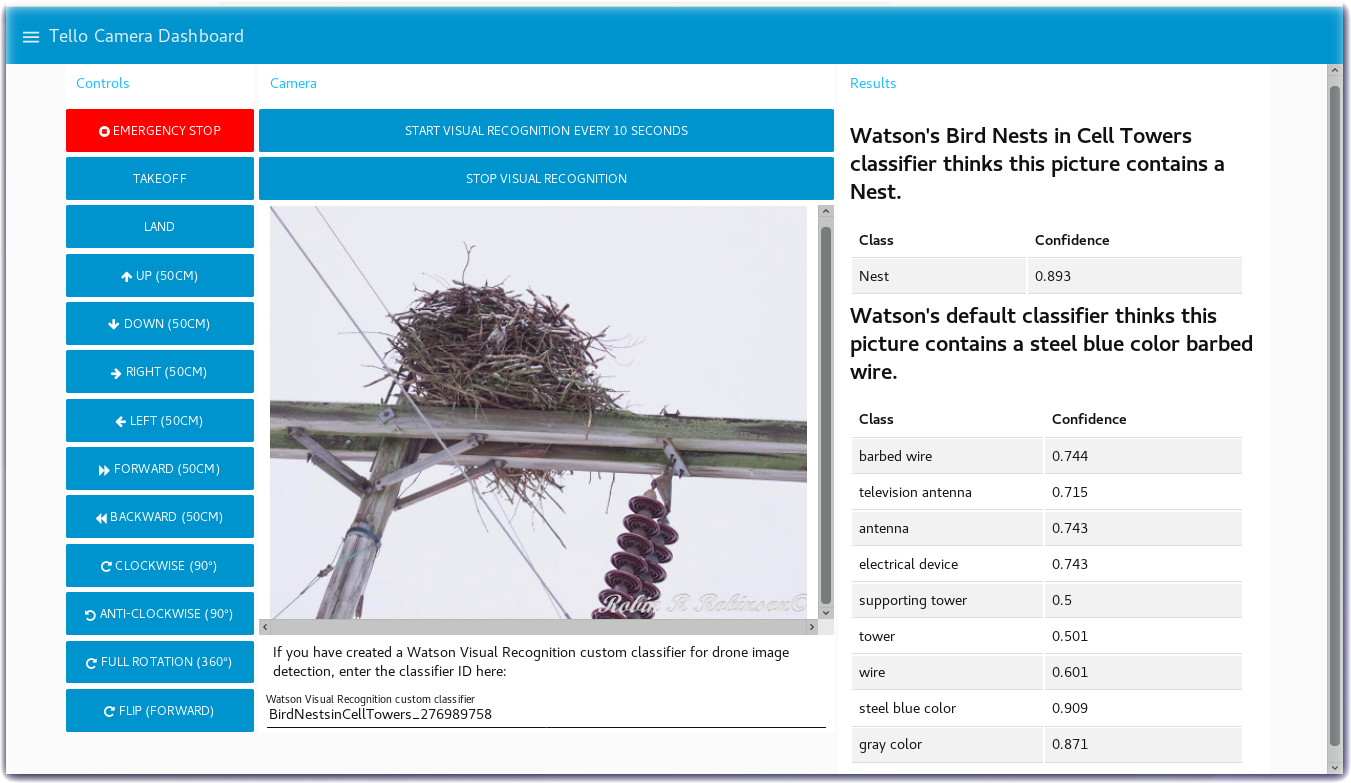 Tello Camera Dashboard
Controls
EMERGENCY STOP
TAKEOFF
LAND
UP (50CM)
DOWN (50CM)
RIGHT (50CM)
LEFT (50CM)
FORWARD (50CM)
BACKWARD (50CM)
CLOCKWISE (90°)
ANTI-CLOCKWISE (90°)
FULL ROTATION (360°)
FLIP (FORWARD)
Camera
START VISUAL RECOGNITION EVERY 10 SECONDS
STOP VISUAL RECOGNITION
Robin R Robinson©
If you have created a Watson Visual Recognition custom classifier for drone image
detection, enter the classifier ID here:
Watson Visual Recognition custom classifier
BirdNestsinCellTowers_276989758
Results
Watson's Bird Nests in Cell Towers
classifier thinks this picture contains a
Nest.
Class Confidence
Nest 0.893
Watson's default classifier thinks this
picture contains a steel blue color barbed
wire.
Class Confidence
barbed wire 0.744
television antenna 0.715
antenna 0.743
electrical device 0.743
supporting tower 0.5
tower 0.501
wire 0.601
steel blue color 0.909
gray color 0.871